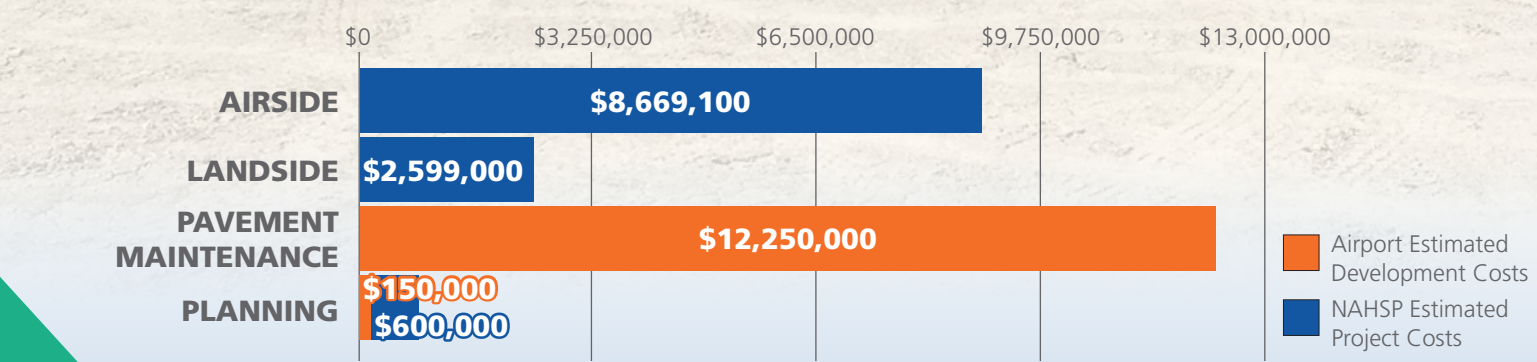 $0 $3,250,000 $6,500,000 $9,750,000 $13,000,000
AIRSIDE $8,669,100
LANDSIDE $2,599,000
PAVEMENT
MAINTENANCE $12,250,000
PLANNING $150,000
$600,000
Airport Estimated
Development Costs
NAHSP Estimated
Project Costs